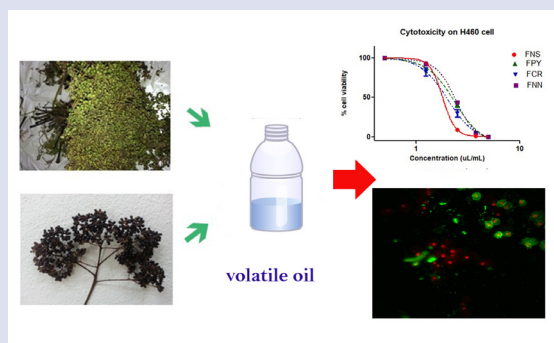 Cytotoxicity on H460 cell
FNS
FPY
FCR
FNN
% cell viability
100
50
0
1
10
Concentration (uL/mL)
volatile oil